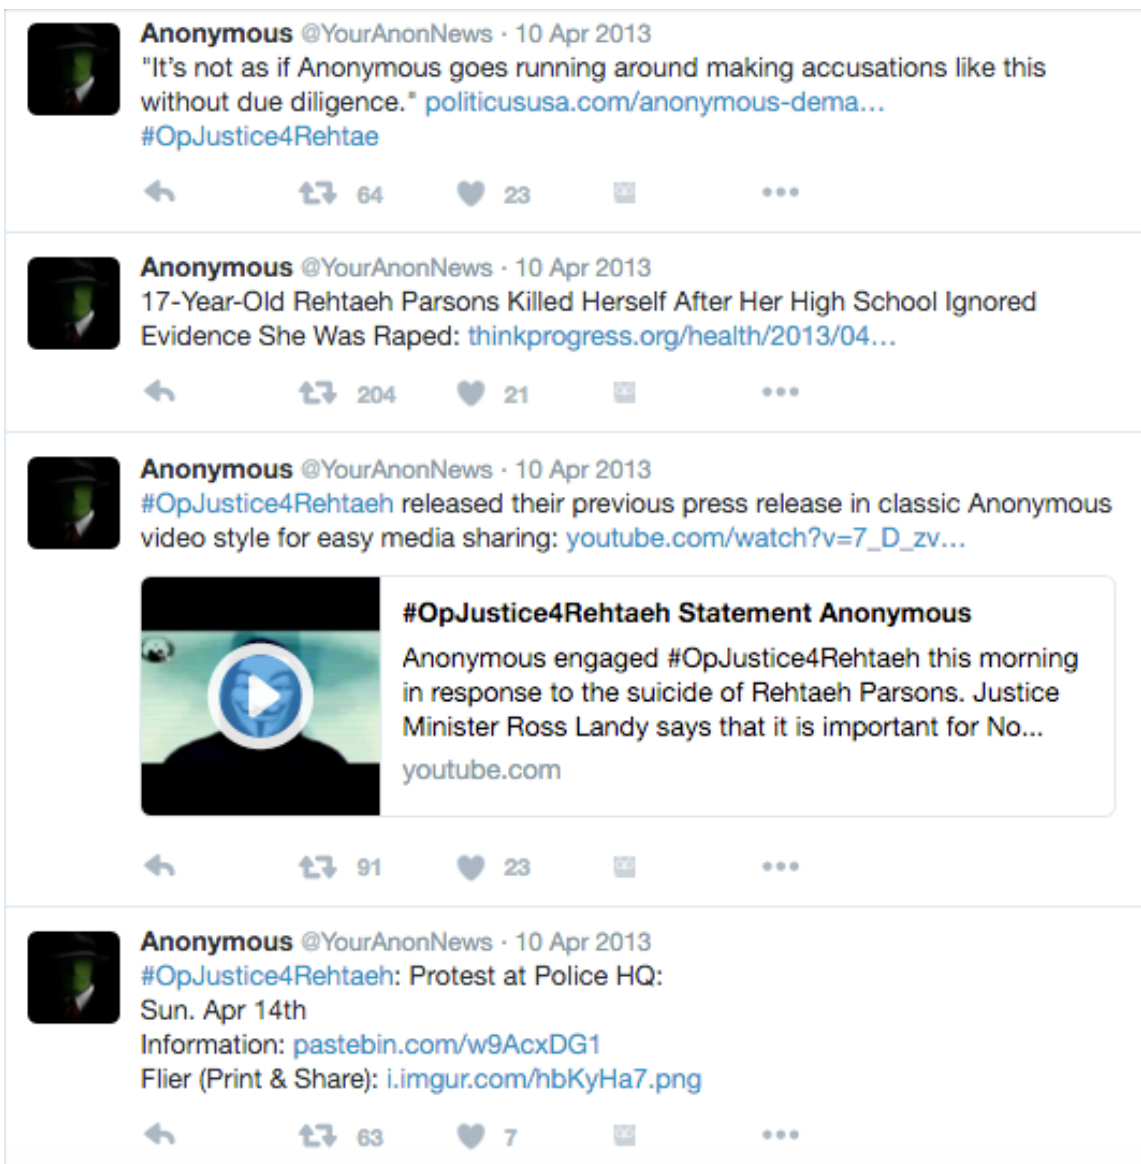 Anonymous @YourAnonNews · 10 Apr 2013
"It's not as if Anonymous goes running around making accusations like this
without due diligence." politicususa.com/anonymous-dema...
#OpJustice4Rehtae
64 23
Anonymous @YourAnonNews · 10 Apr 2013
17-Year-Old Rehtaeh Parsons Killed Herself After Her High School Ignored
Evidence She Was Raped: thinkprogress.org/health/2013/04...
204 21
Anonymous @YourAnonNews · 10 Apr 2013
#OpJustice4Rehtaeh released their previous press release in classic Anonymous
video style for easy media sharing: youtube.com/watch?v=7_D_zv...
#OpJustice4Rehtaeh Statement Anonymous
Anonymous engaged #OpJustice4Rehtaeh this morning
in response to the suicide of Rehtaeh Parsons. Justice
Minister Ross Landy says that it is important for No...
youtube.com
91 23
Anonymous @YourAnonNews · 10 Apr 2013
#OpJustice4Rehtaeh: Protest at Police HQ:
Sun. Apr 14th
Information: pastebin.com/w9AcxDG1
Flier (Print & Share): i.imgur.com/hbKyHa7.png
63 7